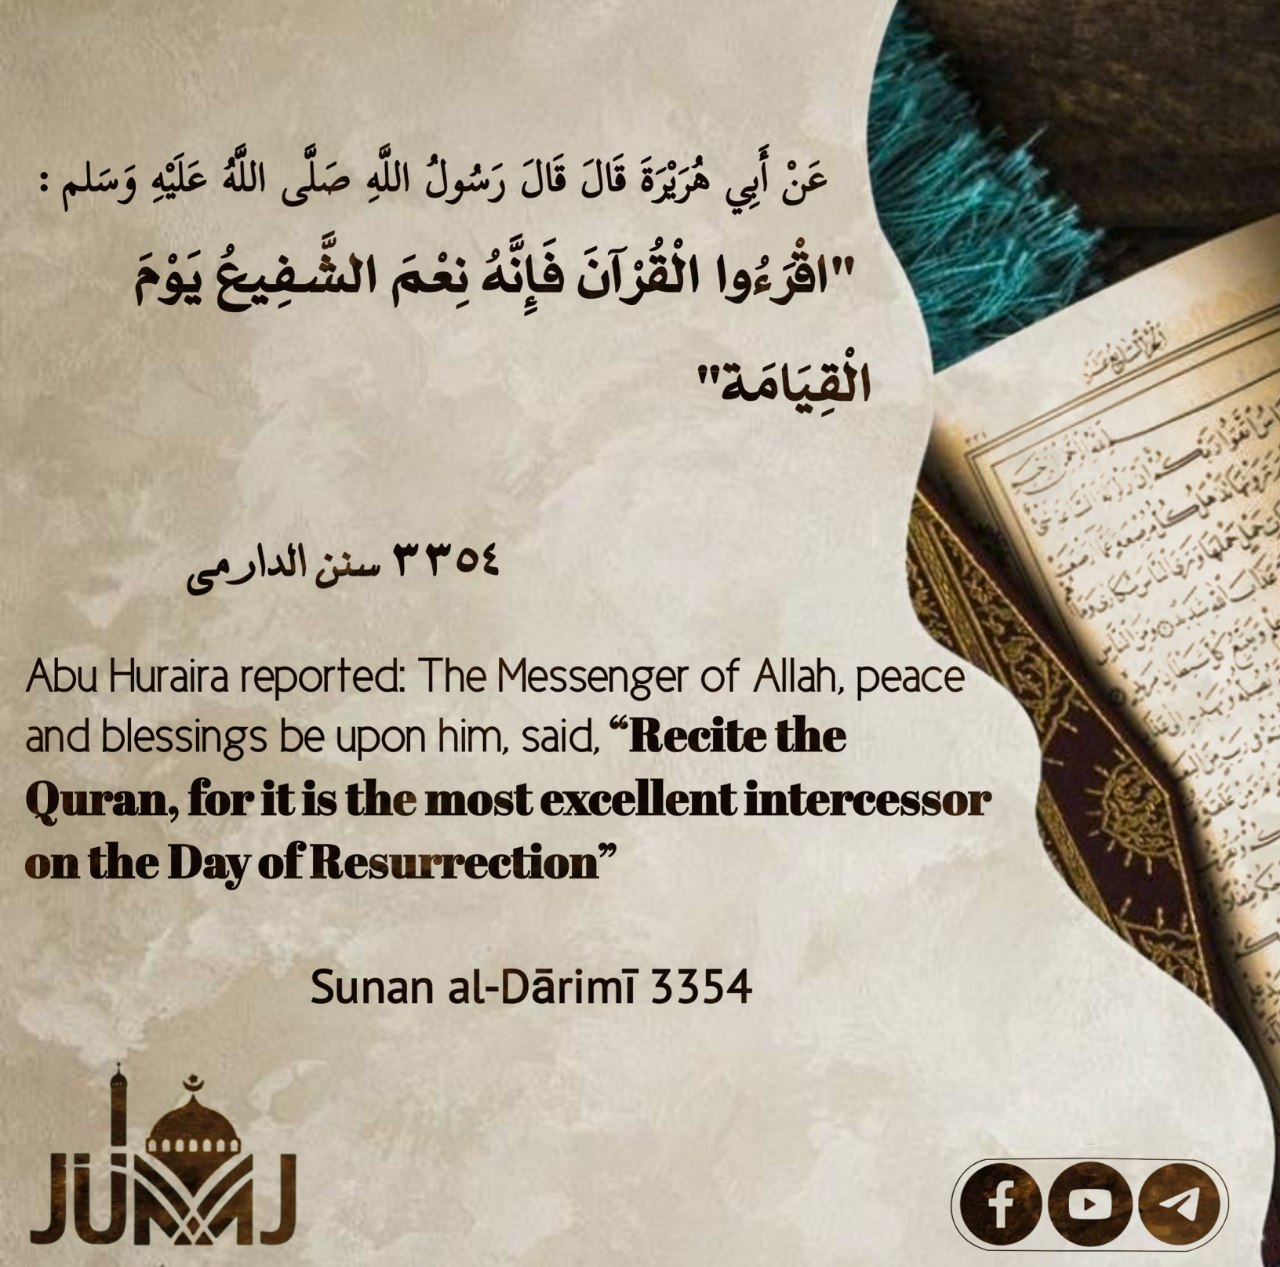 عَنْ أَبِي هُرَيْرَةَ قَالَ قَالَ رَسُولُ اللَّهِ صَلَّى اللَّهُ عَلَيْهِ وَسَلم :
"اقْرَءُوا الْقُرْآنَ فَإِنَّهُ نِعْمَ الشَّفِيعُ يَوْمَ
الْقِيَامَة"
٣٣٥٤ سنن الدارمى
Abu Huraira reported: The Messenger of Allah, peace
and blessings be upon him, said, “Recite the
Quran, for it is the most excellent intercessor
on the Day of Resurrection”
Sunan al-Dārimī 3354
JÜMJ